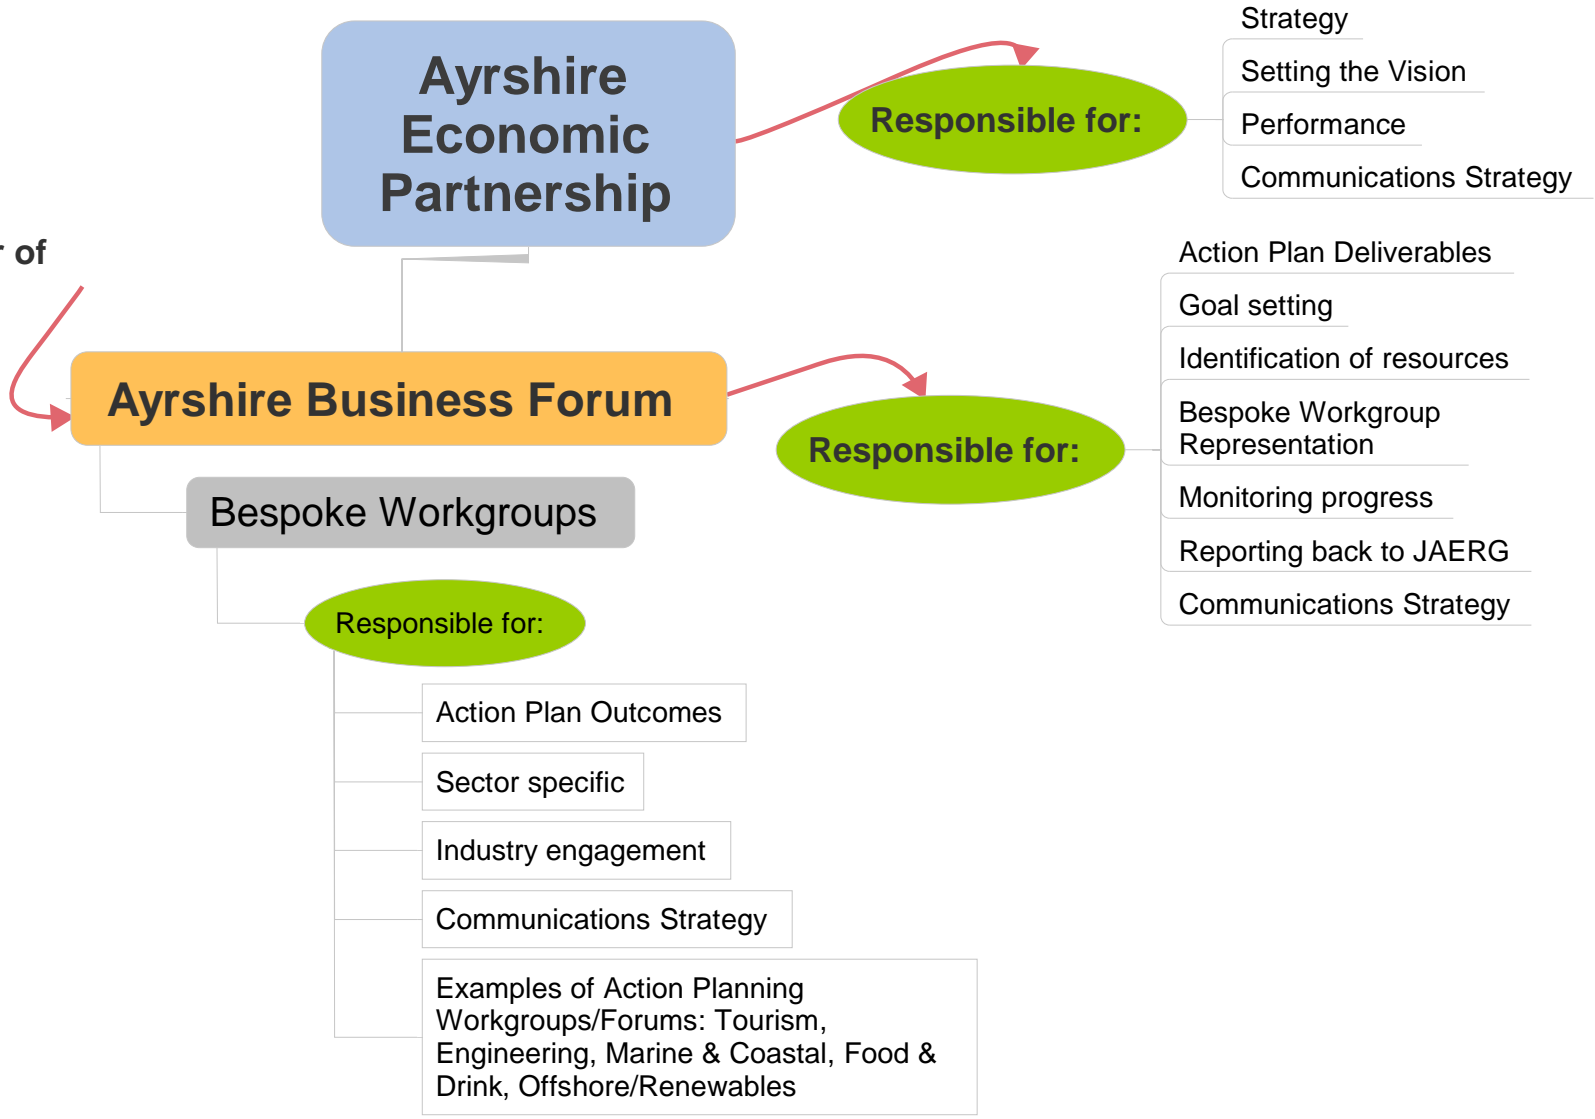 Ayrshire
Economic
Partnership
Responsible for:
Strategy
Setting the Vision
Performance
Communications Strategy
of
Ayrshire Business Forum
Responsible for:
Action Plan Deliverables
Goal setting
Identification of resources
Bespoke Workgroup
Representation
Monitoring progress
Reporting back to JAERG
Communications Strategy
Bespoke Workgroups
Responsible for:
Action Plan Outcomes
Sector specific
Industry engagement
Communications Strategy
Examples of Action Planning
Workgroups/Forums: Tourism,
Engineering, Marine & Coastal, Food &
Drink, Offshore/Renewables